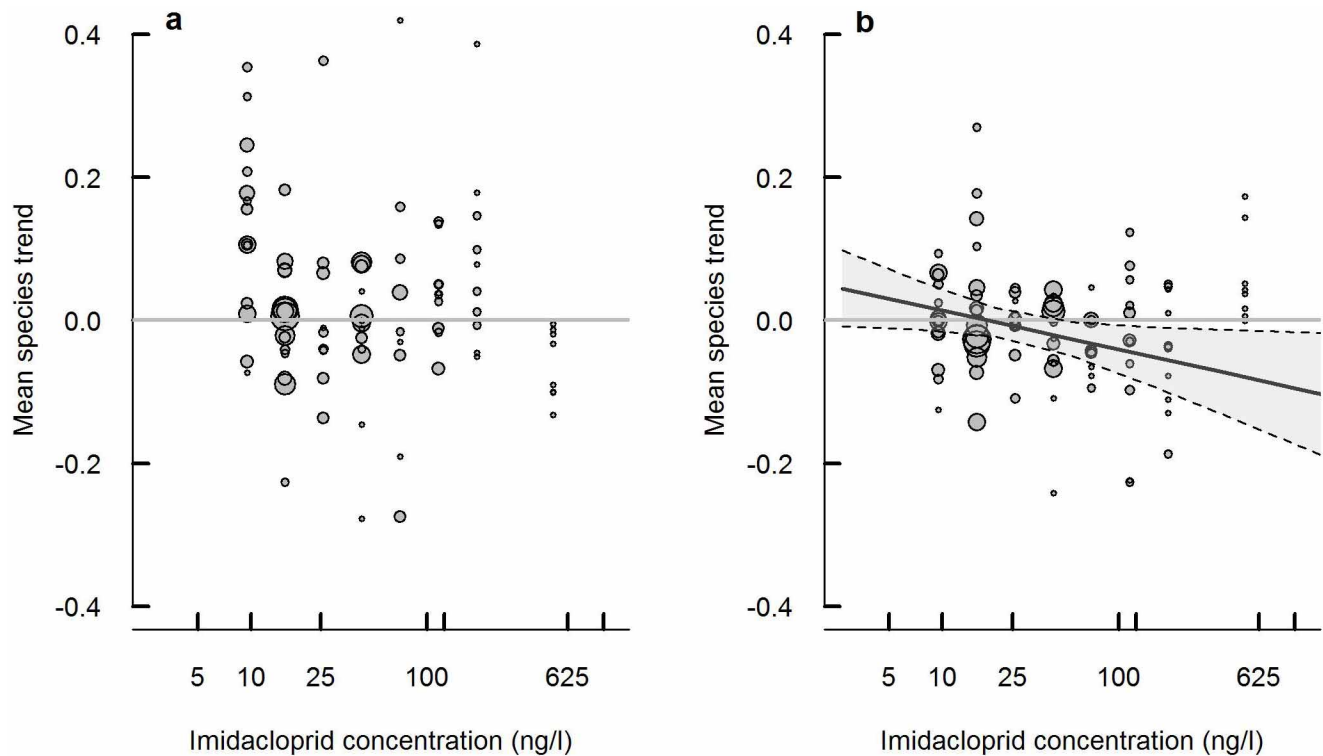 a
b
0.4
0.2
0.0
-0.2
-0.4
Mean species trend
5 10 25 100 625
Imidacloprid concentration (ng/l)
0.4
0.2
0.0
-0.2
-0.4
Mean species trend
5 10 25 100 625
Imidacloprid concentration (ng/l)